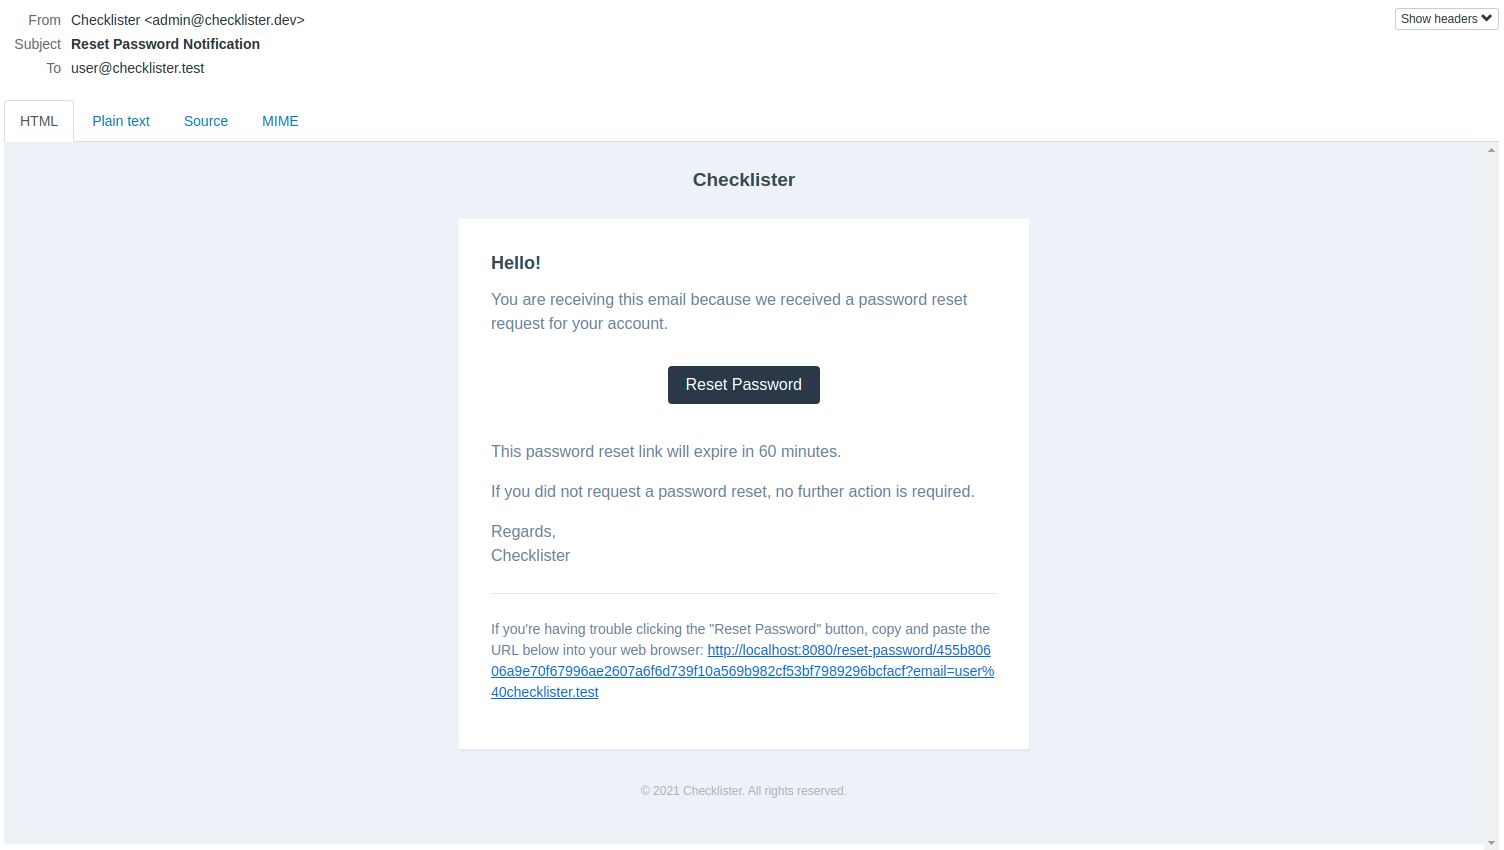 From Checklister <admin@checklister.dev>
Show headers
Subject Reset Password Notification
To user@checklister.test
HTML Plain text Source MIME
Checklister
Hello!
You are receiving this email because we received a password reset
request for your account.
Reset Password
This password reset link will expire in 60 minutes.
If you did not request a password reset, no further action is required.
Regards,
Checklister
If you're having trouble clicking the "Reset Password" button, copy and paste the
URL below into your web browser: http://localhost:8080/reset-password/455b806
06a9e70f67996ae2607a6f6d739f10a569b982cf53bf7989296bcfacf?email=user%
40checklister.test
© 2021 Checklister. All rights reserved.